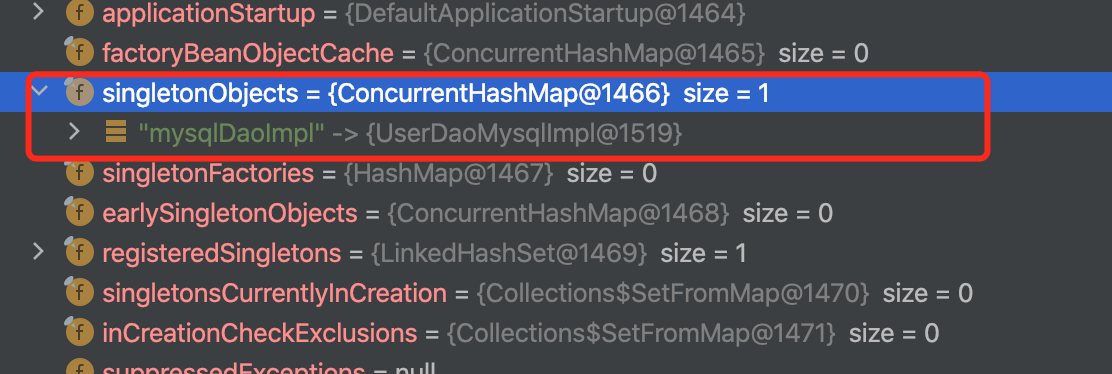 applicationStartup = {DefaultApplicationStartup@1464}
factoryBeanObjectCache = {ConcurrentHashMap@1465} size = 0
singletonObjects = {ConcurrentHashMap@1466} size = 1
"mysqlDaoImpl" -> {UserDaoMysqlImpl@1519}
singletonFactories = {HashMap@1467} size = 0
earlySingletonObjects = {ConcurrentHashMap@1468} size = 0
registeredSingletons = {LinkedHashSet@1469} size = 1
singletonsCurrentlyInCreation = {Collections$SetFromMap@1470} size = 0
inCreationCheckExclusions = {Collections$SetFromMap@1471} size = 0
suppressedExceptions = null